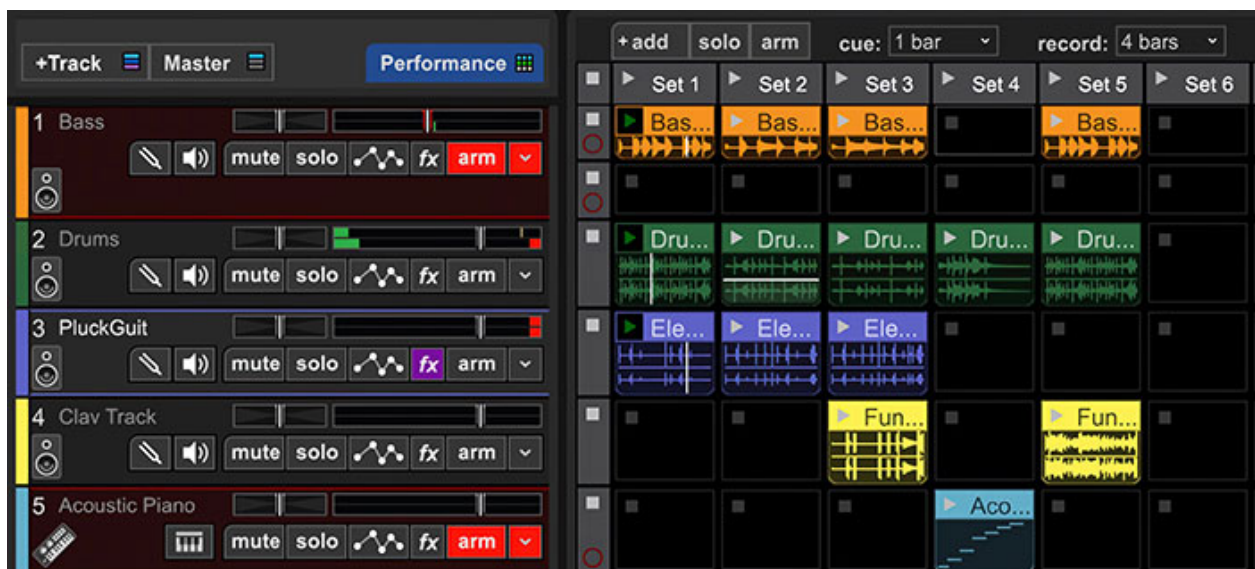 +add solo arm cue: 1 bar record: 4 bars
+Track Master Performance
Set 1 Set 2 Set 3 Set 4 Set 5 Set 6
1 Bass
Bas... Bas... Bas... Bas...
mute solo fx arm
2 Drums
Dru... Dru... Dru... Dru... Dru...
mute solo fx arm
3 PluckGuit
Ele... Ele... Ele...
mute solo fx arm
4 Clav Track
Fun... Fun...
mute solo fx arm
5 Acoustic Piano
Aco...
mute solo fx arm